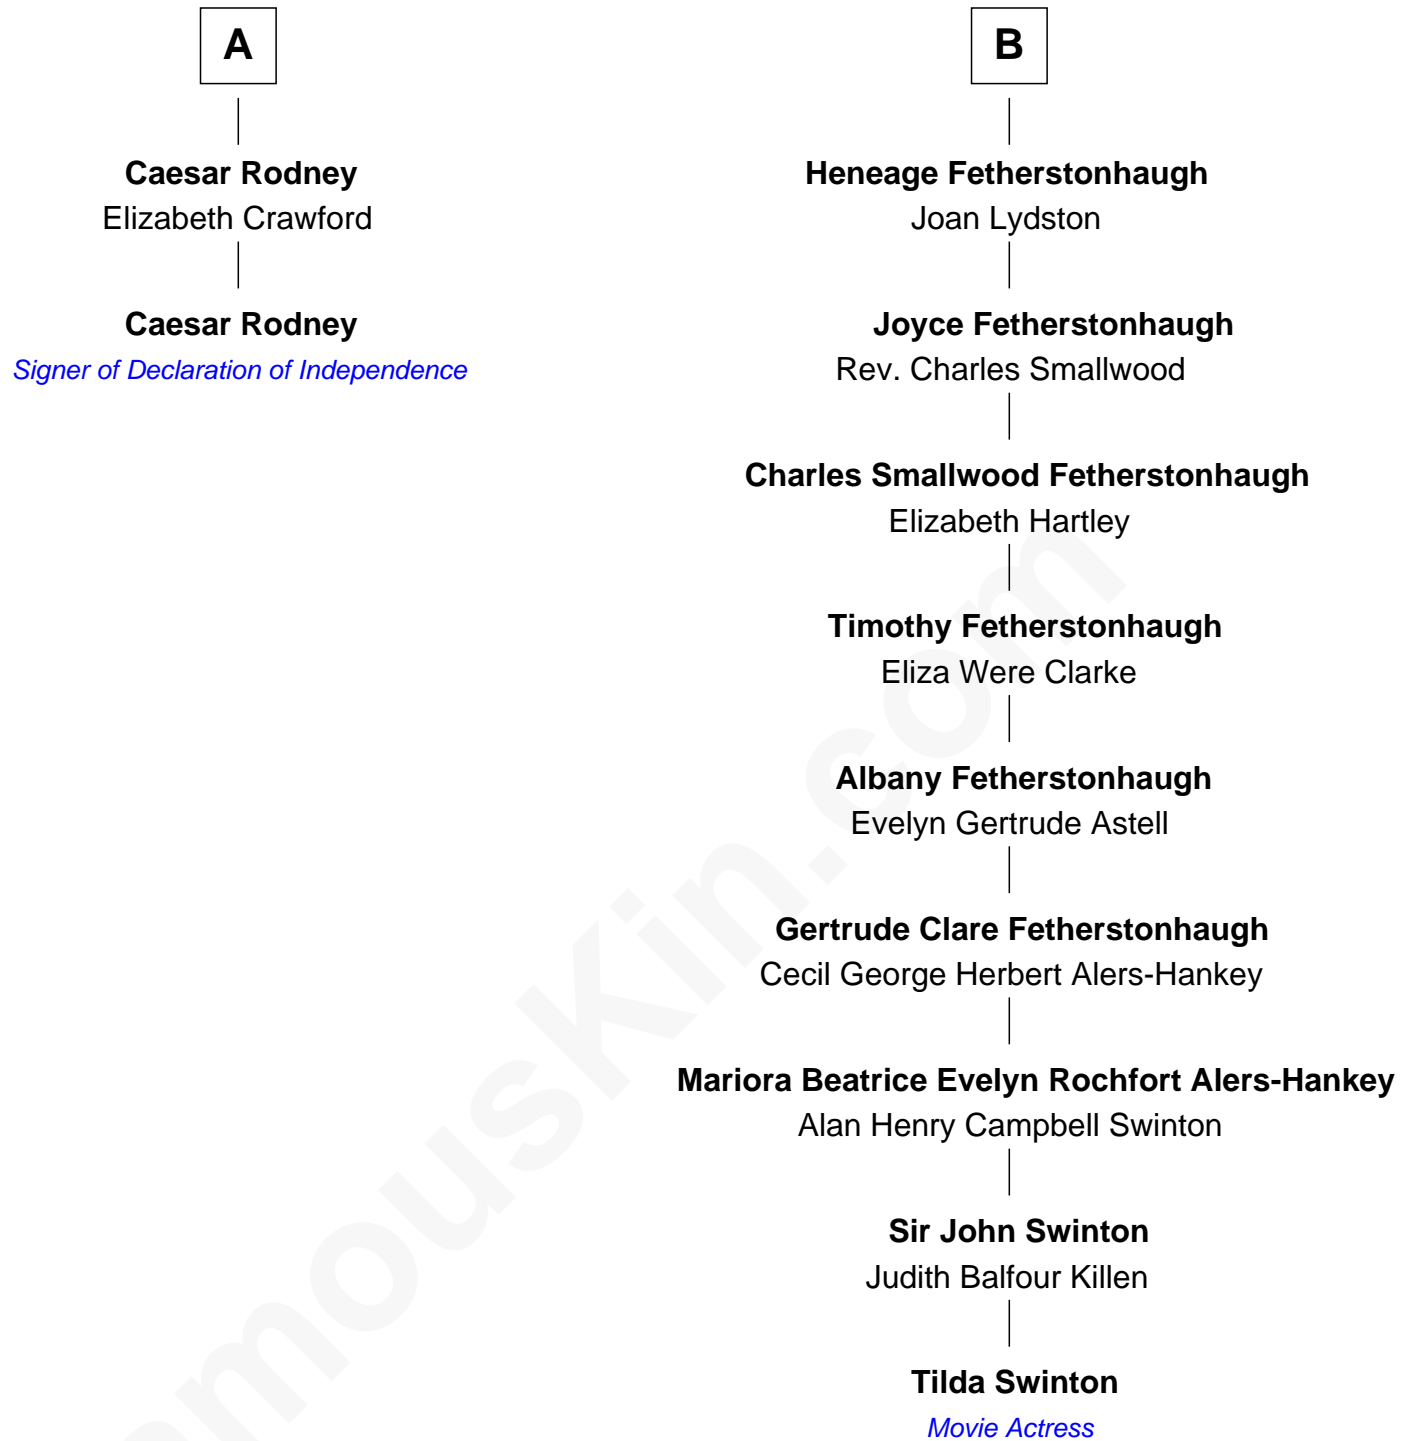 A
Caesar Rodney
Elizabeth Crawford
Caesar Rodney
Signer of Declaration of Independence
B
Heneage Fetherstonhaugh
Joan Lydston
Joyce Fetherstonhaugh
Rev. Charles Smallwood
Charles Smallwood Fetherstonhaugh
Elizabeth Hartley
Timothy Fetherstonhaugh
Eliza Were Clarke
Albany Fetherstonhaugh
Evelyn Gertrude Astell
Gertrude Clare Fetherstonhaugh
Cecil George Herbert Alers-Hankey
Mariora Beatrice Evelyn Rochfort Alers-Hankey
Alan Henry Campbell Swinton
Sir John Swinton
Judith Balfour Killen
Tilda Swinton
Movie Actress
amousKin.com